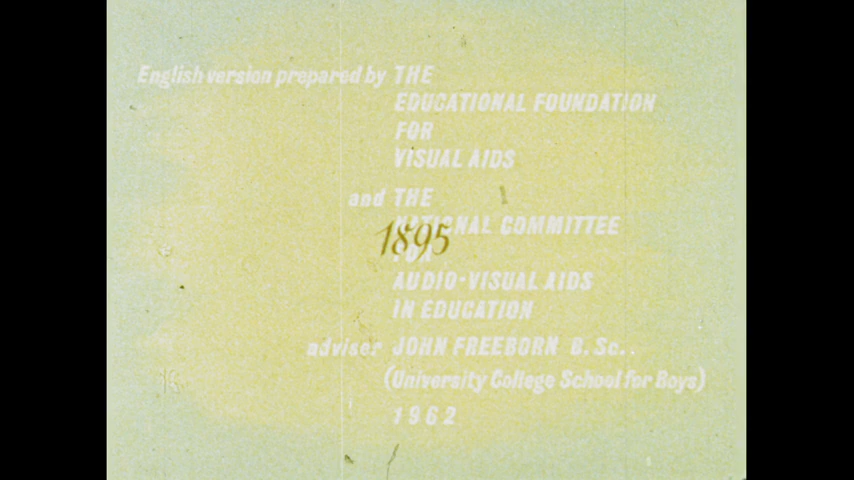 English version prepared by THE
EDUCATIONAL FOUNDATION
FOR
VISUAL AIDS
and THE
NATIONAL COMMITTEE
1895
FOR
AUDIO-VISUAL AIDS
IN EDUCATION
adviser JOHN FREEBORN B.Sc..
(University College School for Boys)
1962